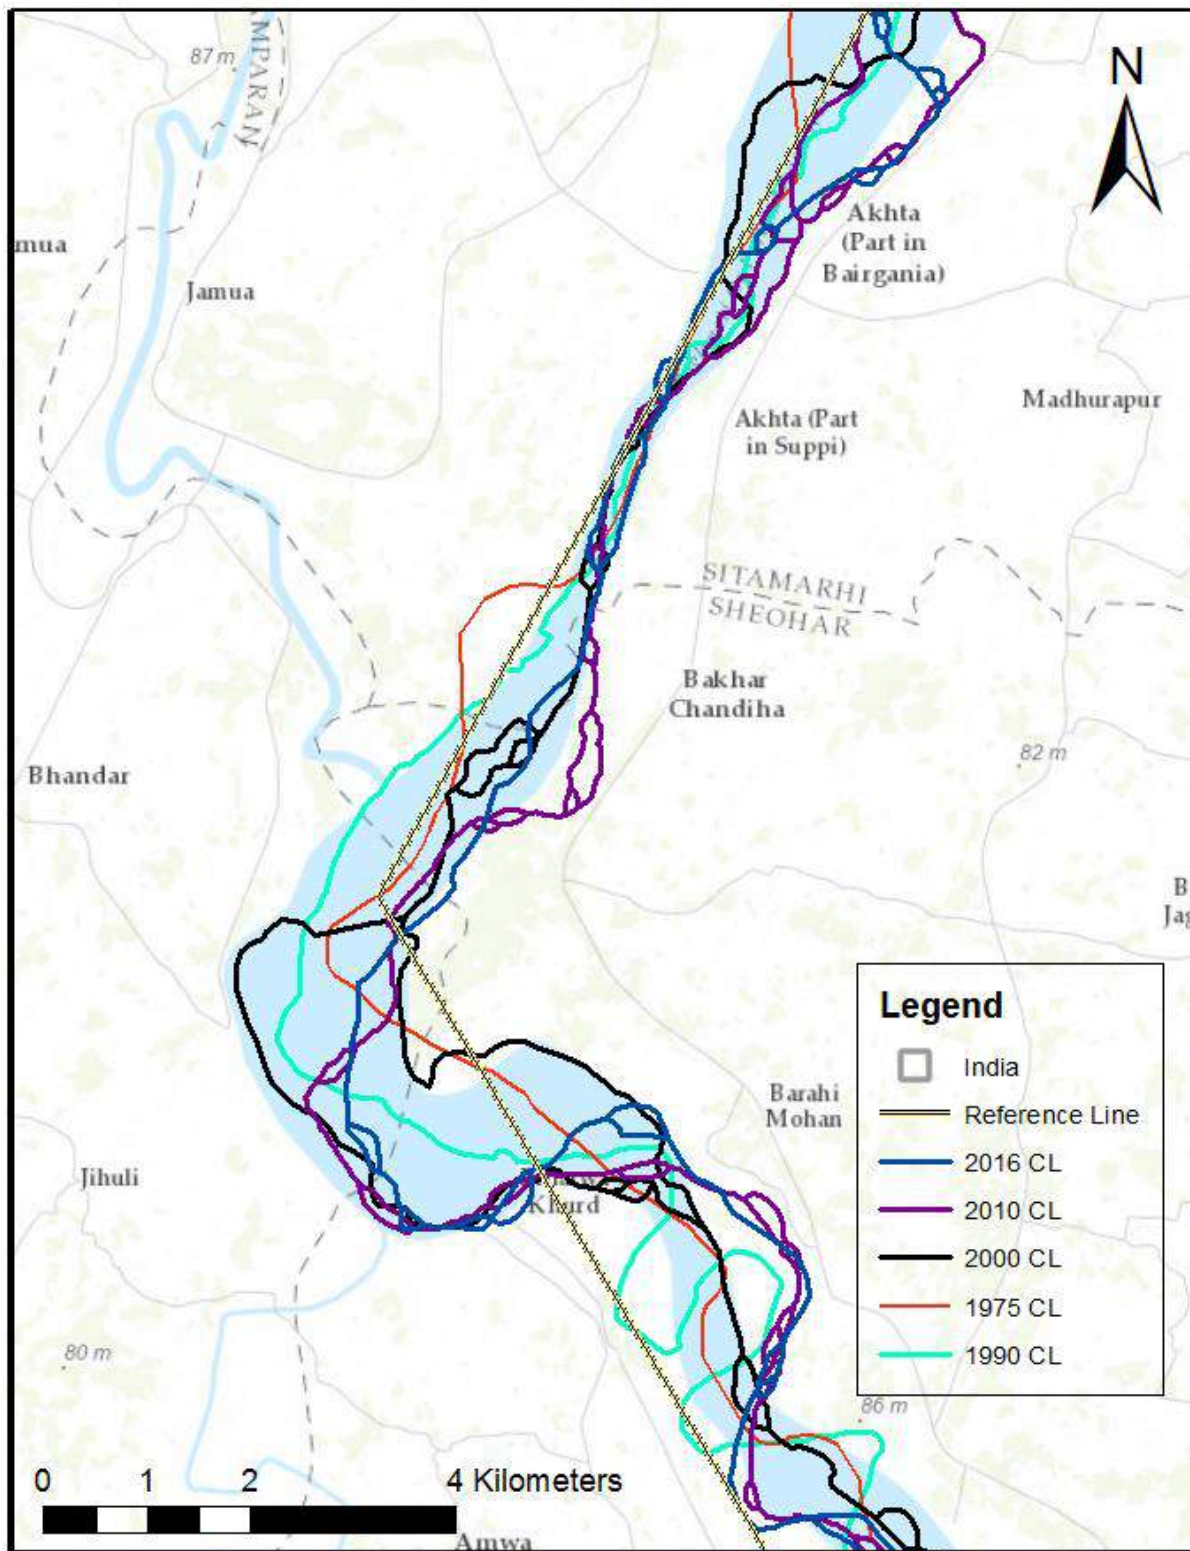 MPARAN
87 m
N
mua
Jamua
Akhta
(Part in
Bairgania)
Madhurapur
Akhta (Part
in Suppi)
SITAMARHI
SHEOHAR
Bakhar
Chandiha
82 m
Bhandar
B
Jag
Legend
India
Reference Line
2016 CL
2010 CL
2000 CL
1975 CL
1990 CL
Barahi
Mohan
Jihuli
Khurd
80 m
86 m
0 1 2 4 Kilometers
Amwa